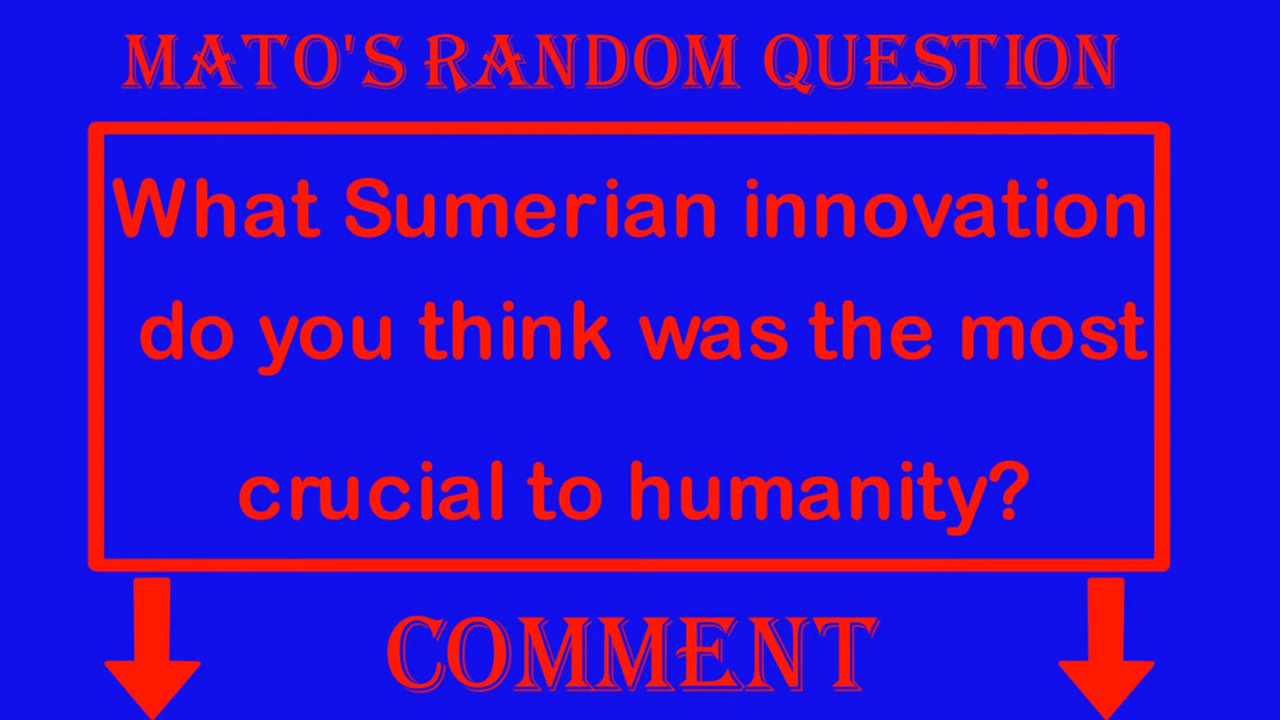 MATO'S RANDOM QUESTION
What Sumerian innovation
do you think was the most
crucial to humanity?
COMMENT